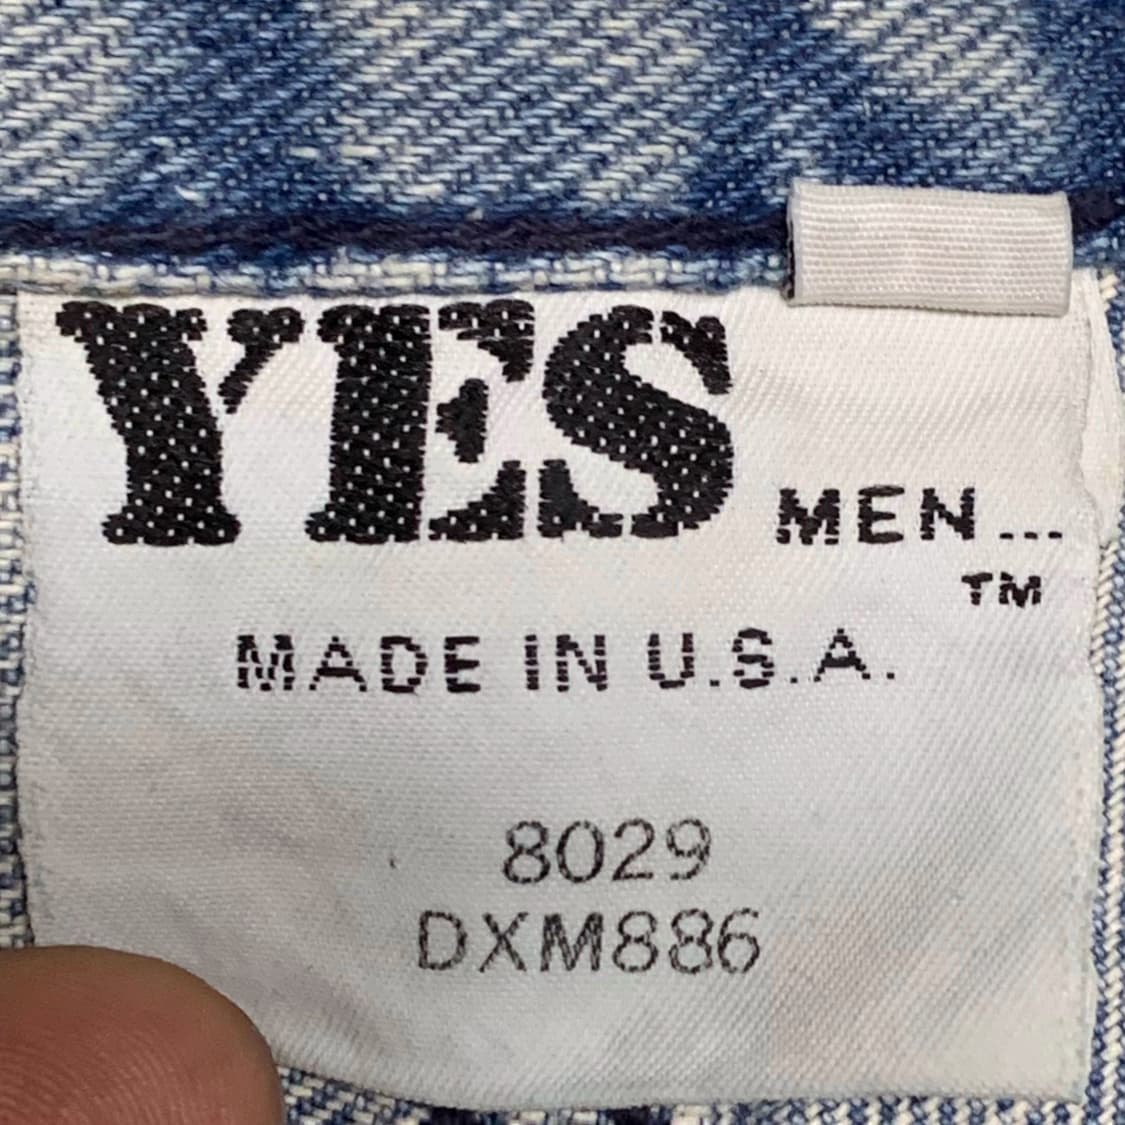 YES MEN...
TM
MADE IN U.S.A.
8029
DXM886